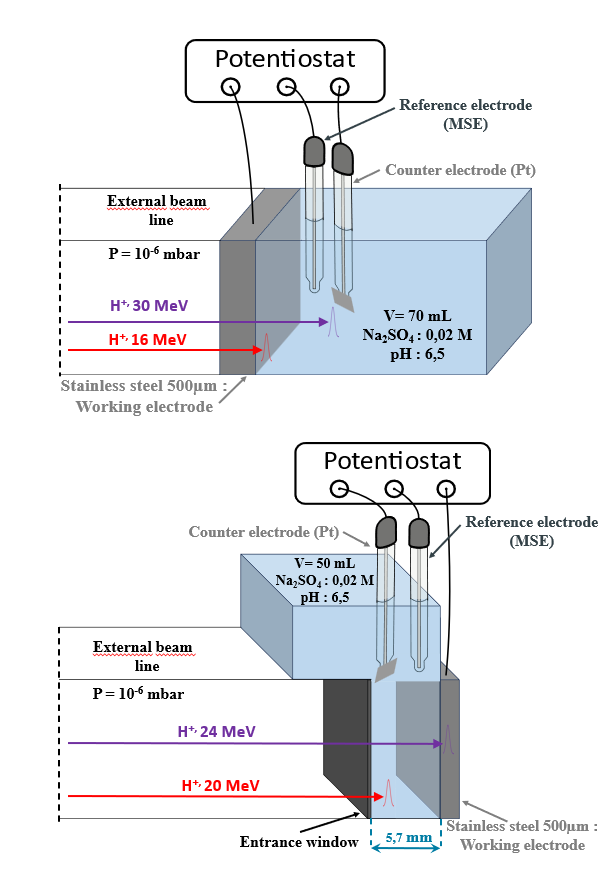 Potentiostat
Reference electrode
(MSE)
Counter electrode (Pt)
External beam
line
P = 10⁻⁶ mbar
H⁺, 30 MeV
V= 70 mL
Na₂SO₄ : 0,02 M
pH : 6,5
H⁺, 16 MeV
Stainless steel 500µm :
Working electrode
Potentiostat
Reference electrode
(MSE)
Counter electrode (Pt)
V= 50 mL
Na₂SO₄ : 0,02 M
pH : 6,5
External beam
line
P = 10⁻⁶ mbar
H⁺, 24 MeV
H⁺, 20 MeV
Entrance window
5,7 mm
Stainless steel 500µm :
Working electrode